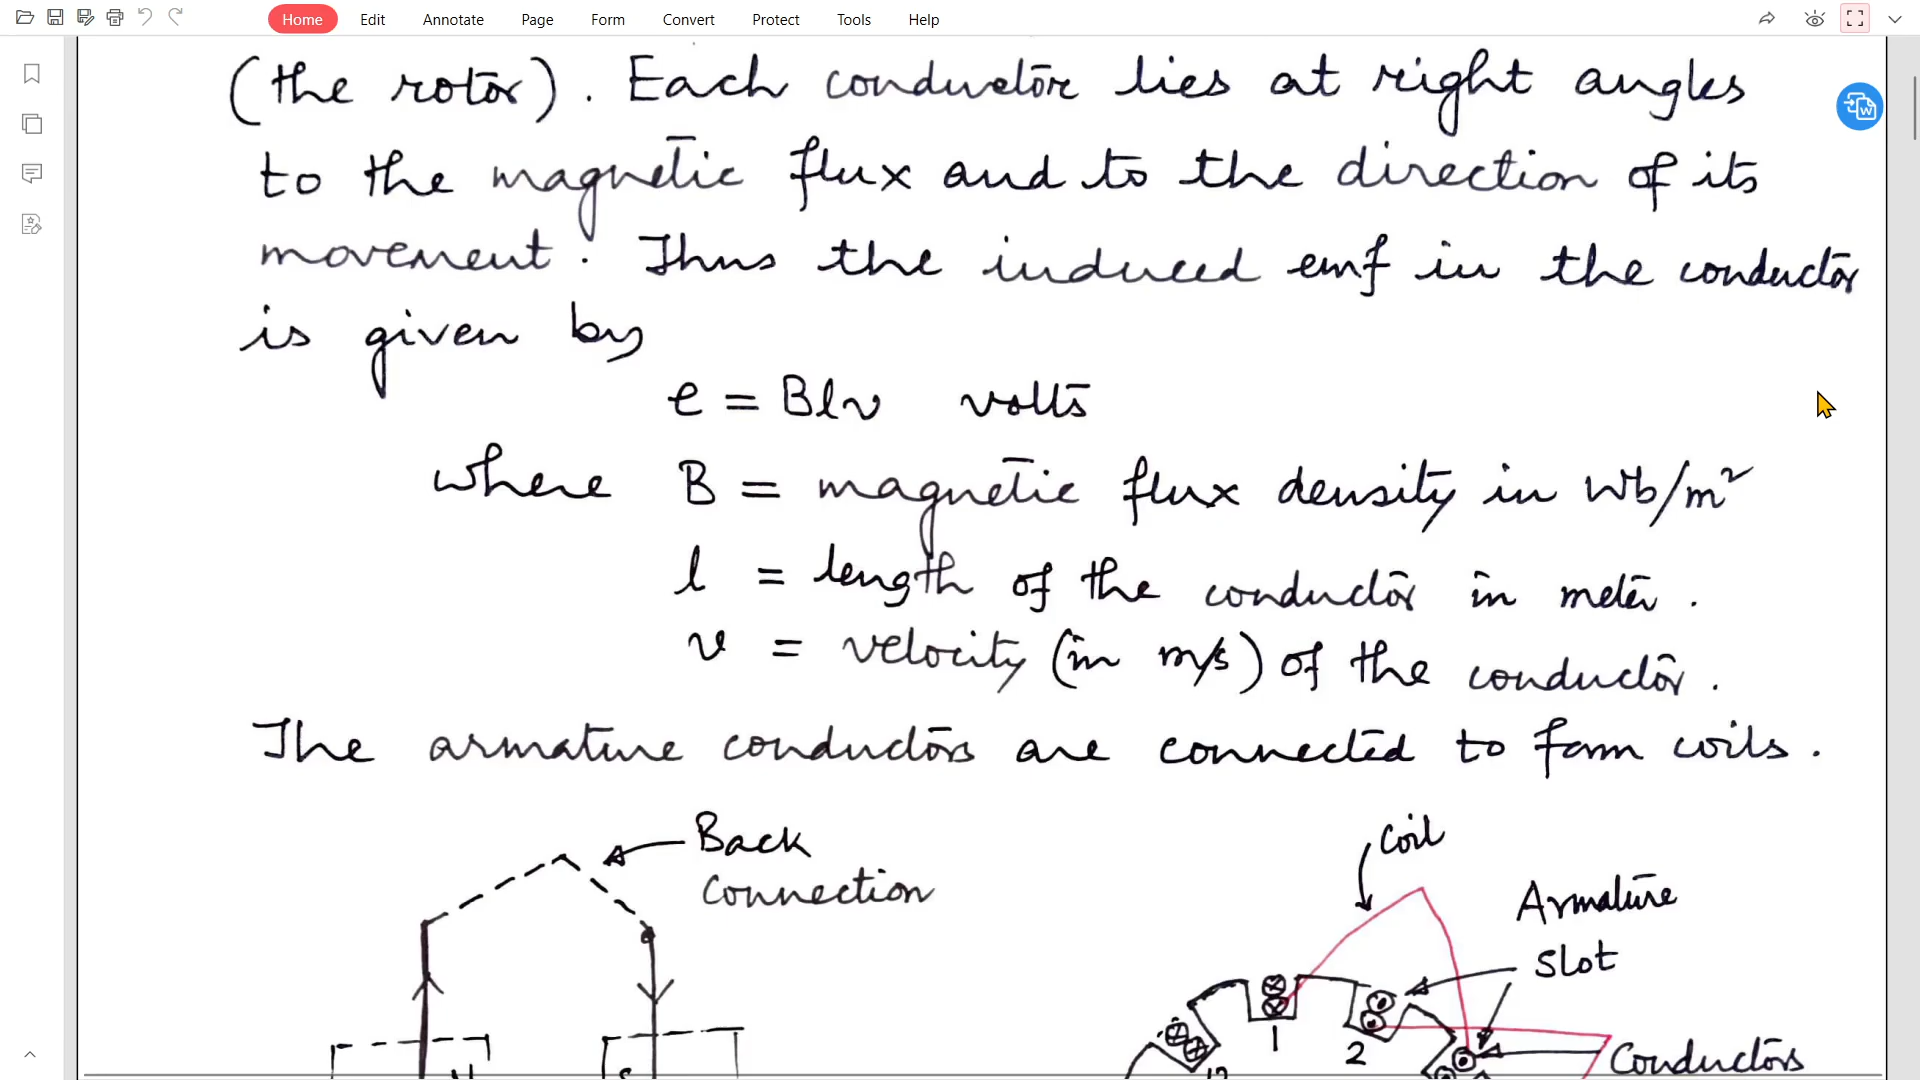 Home Edit Annotate Page Form Convert Protect Tools Help
(the rotor). Each conductor lies at right angles
to the magnetic flux and to the direction of its
movement. Thus the induced emf in the conductor
is given by
e = Blv volts
where B = magnetic flux density in Wb/m²
l = length of the conductor in meter.
v = velocity (in m/s) of the conductor.
The armature conductors are connected to form coils.
Back
Connection
Coil
Armature
Slot
1
2
Conductors